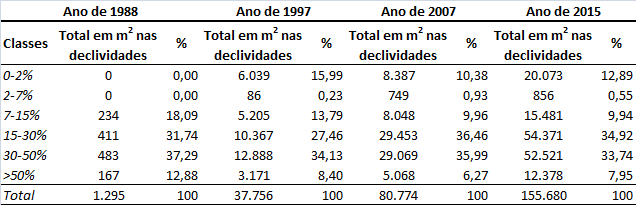 Ano de 1988 Ano de 1997 Ano de 2007 Ano de 2015
Classes Total em m² nas declividades % Total em m² nas declividades % Total em m² nas declividades % Total em m² nas declividades %
0-2% 0 0,00 6.039 15,99 8.387 10,38 20.073 12,89
2-7% 0 0,00 86 0,23 749 0,93 856 0,55
7-15% 234 18,09 5.205 13,79 8.048 9,96 15.481 9,94
15-30% 411 31,74 10.367 27,46 29.453 36,46 54.371 34,92
30-50% 483 37,29 12.888 34,13 29.069 35,99 52.521 33,74
>50% 167 12,88 3.171 8,40 5.068 6,27 12.378 7,95
Total 1.295 100 37.756 100 80.774 100 155.680 100